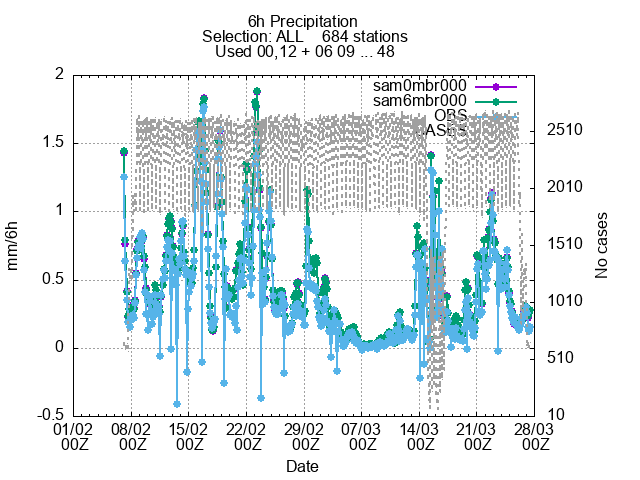 6h Precipitation
Selection: ALL 684 stations
Used 00,12 + 06 09 ... 48
sam0mbr000
sam6mbr000
OBS
CASES
2
1.5
1
0.5
0
-0.5
mm/6h
2510
2010
1510
1010
510
10
No cases
01/02 08/02 15/02 22/02 29/02 07/03 14/03 21/03 28/03
00Z 00Z 00Z 00Z 00Z 00Z 00Z 00Z 00Z
Date